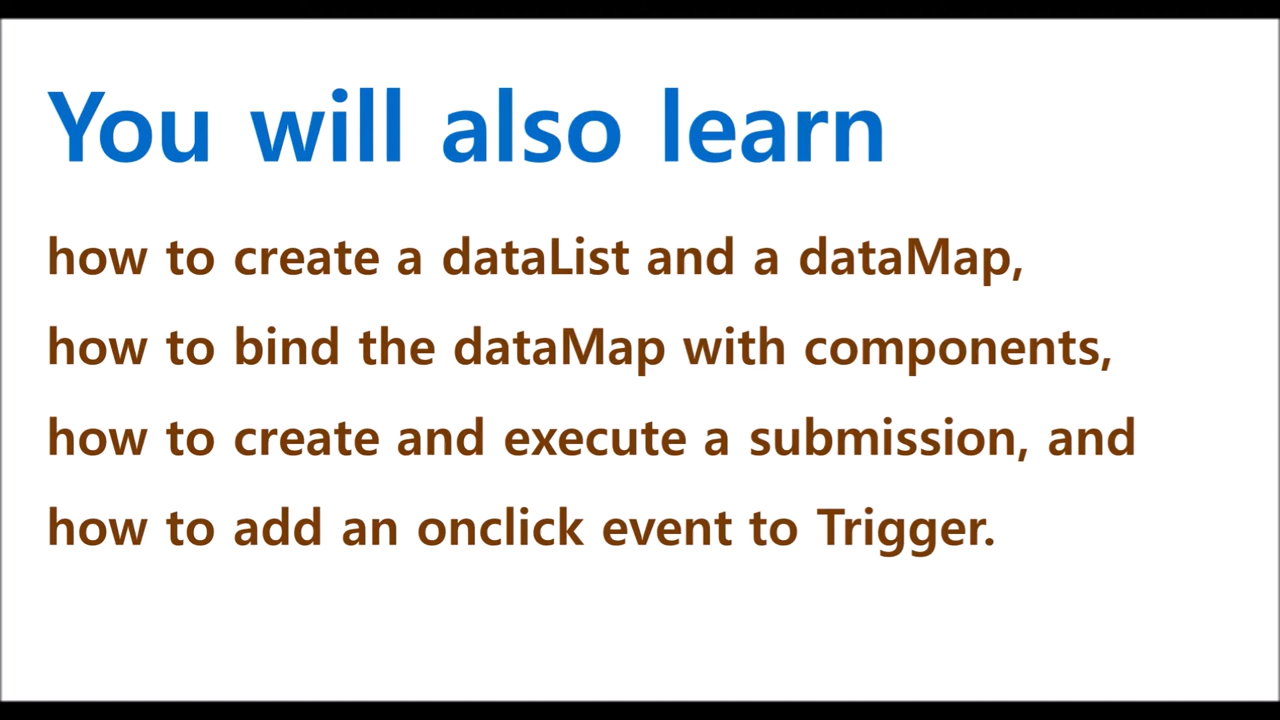 You will also learn
how to create a dataList and a dataMap,
how to bind the dataMap with components,
how to create and execute a submission, and
how to add an onclick event to Trigger.